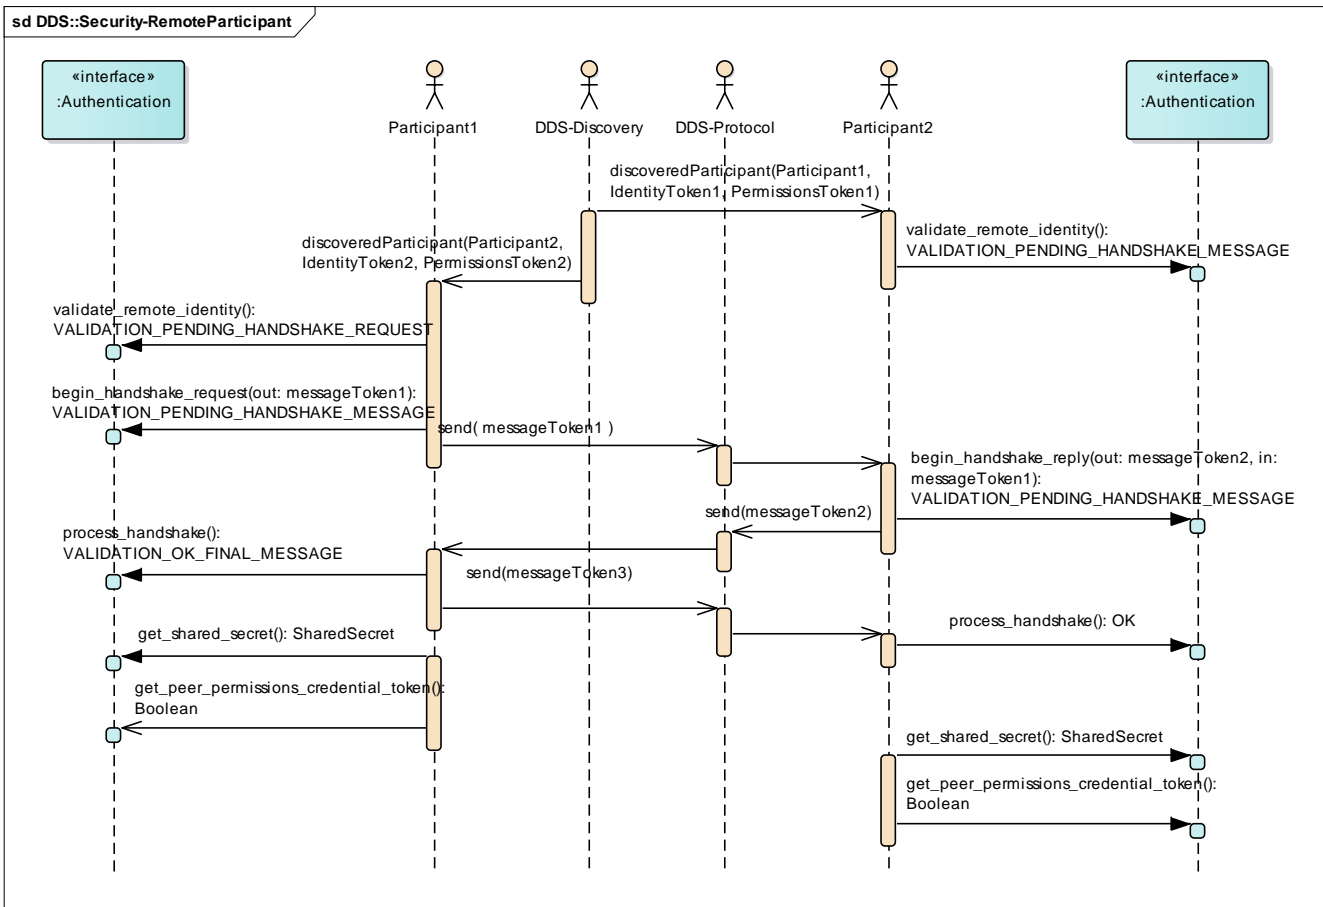 sd DDS::Security-RemoteParticipant
«interface»
:Authentication
Participant1
DDS-Discovery
DDS-Protocol
Participant2
«interface»
:Authentication
discoveredParticipant(Participant1,
IdentityToken1, PermissionsToken1)
validate_remote_identity():
VALIDATION_PENDING_HANDSHAKE_MESSAGE
discoveredParticipant(Participant2,
IdentityToken2, PermissionsToken2)
validate_remote_identity():
VALIDATION_PENDING_HANDSHAKE_REQUEST
begin_handshake_request(out: messageToken1):
VALIDATION_PENDING_HANDSHAKE_MESSAGE
send( messageToken1 )
begin_handshake_reply(out: messageToken2, in:
messageToken1):
VALIDATION_PENDING_HANDSHAKE_MESSAGE
send(messageToken2)
process_handshake():
VALIDATION_OK_FINAL_MESSAGE
send(messageToken3)
process_handshake(): OK
get_shared_secret(): SharedSecret
get_peer_permissions_credential_token():
Boolean
get_shared_secret(): SharedSecret
get_peer_permissions_credential_token():
Boolean